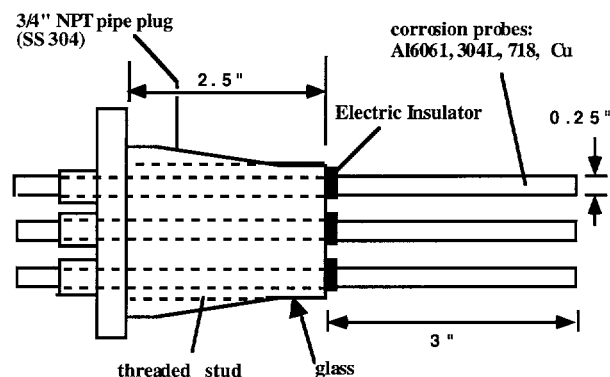 3/4" NPT pipe plug
(SS 304)
corrosion probes:
Al6061, 304L, 718, Cu
2.5"
Electric Insulator
0.25"
3"
threaded stud
glass